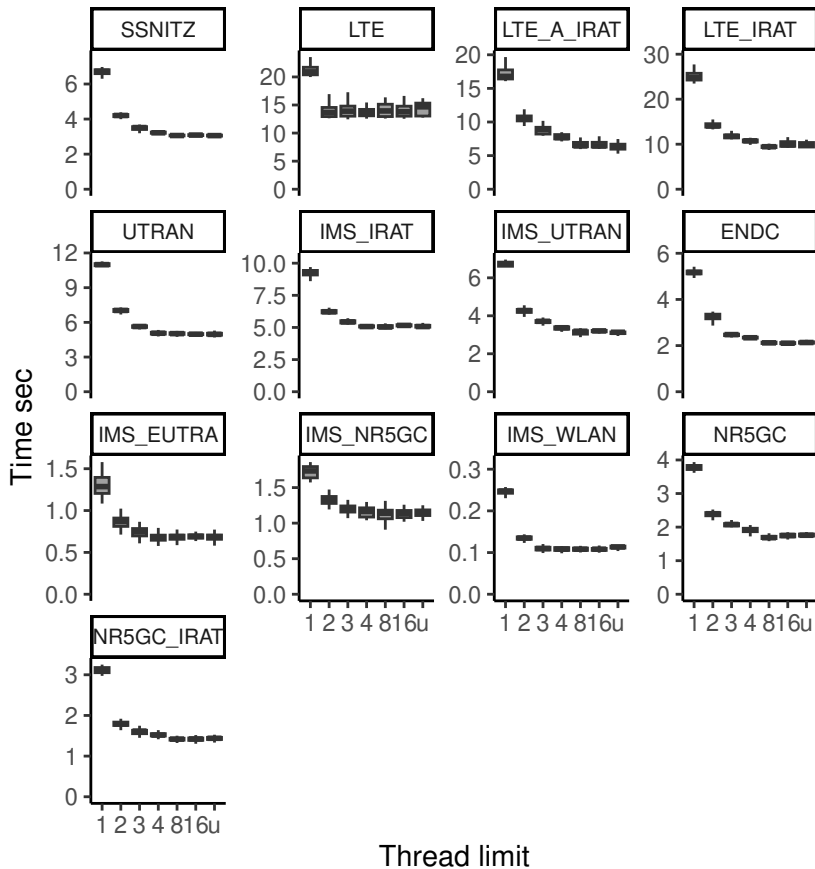 SSNITZ LTE LTE_A_IRAT LTE_IRAT
6 4 2 0
20 15 10 5 0
20 15 10 5 0
30 20 10 0
UTRAN IMS_IRAT IMS_UTRAN ENDC
12 9 6 3 0
10.0 7.5 5.0 2.5 0.0
6 4 2 0
6 4 2 0
IMS_EUTRA IMS_NR5GC IMS_WLAN NR5GC
1.5 1.0 0.5 0.0
1.5 1.0 0.5 0.0
0.3 0.2 0.1 0.0
4 3 2 1 0
1 2 3 4 816u
1 2 3 4 816u
1 2 3 4 816u
NR5GC_IRAT
3 2 1 0
1 2 3 4 816u
Time sec
Thread limit